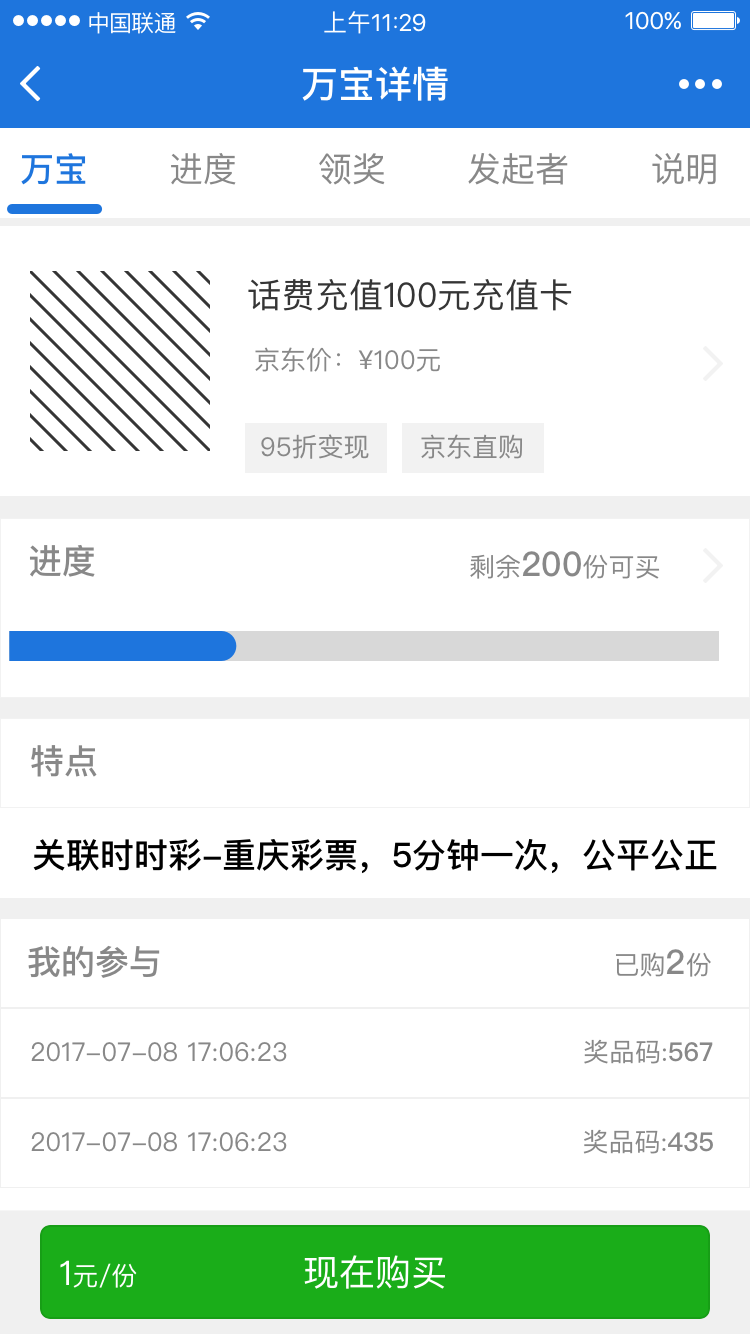 中国联通 上午11:29 100%
万宝详情
万宝 进度 领奖 发起者 说明
话费充值100元充值卡
京东价：¥100元
95折变现 京东直购
进度 剩余200份可买
特点
关联时时彩–重庆彩票，5分钟一次，公平公正
我的参与 已购2份
2017–07–08 17:06:23 奖品码:567
2017–07–08 17:06:23 奖品码:435
1元/份 现在购买